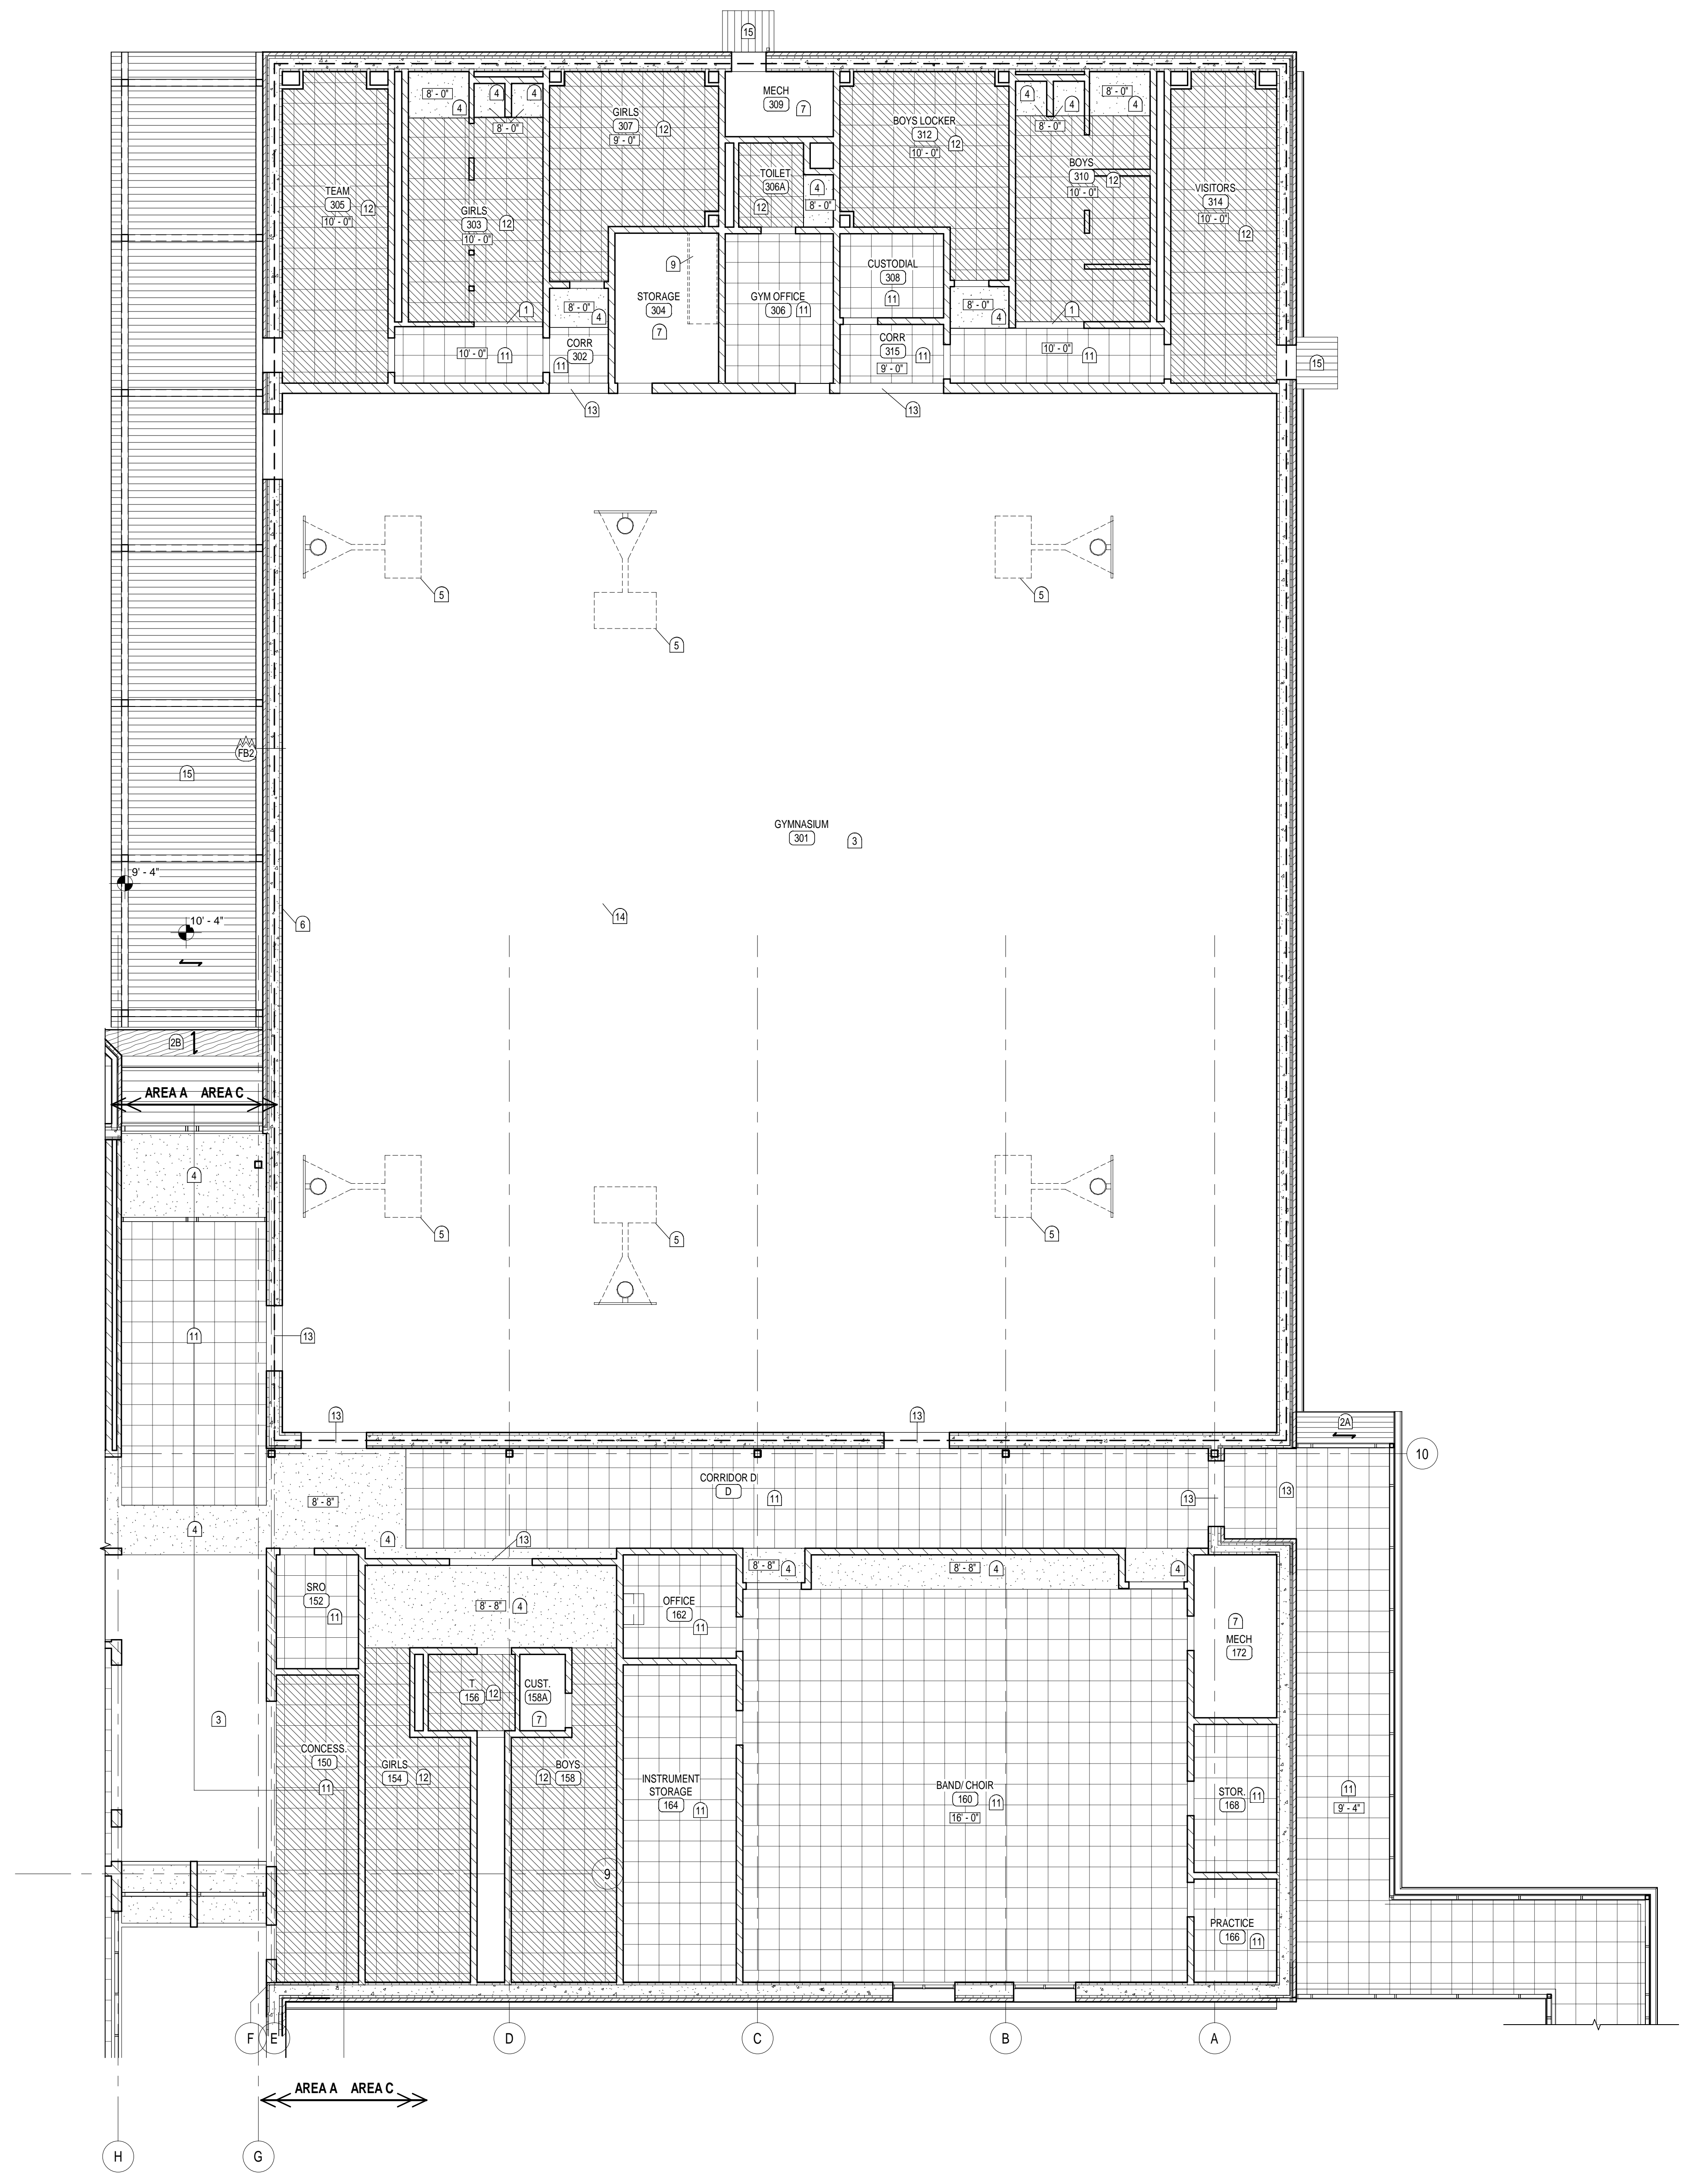 15
8' - 0"
4
4
4
8' - 0"
GIRLS
307
12
9' - 0"
MECH
309
7
BOYS LOCKER
312
12
10' - 0"
4
4
8' - 0"
8' - 0"
4
TEAM
305
12
10' - 0"
GIRLS
303
12
10' - 0"
TOILET
306A
12
4
8' - 0"
BOYS
310
12
10' - 0"
VISITORS
314
10' - 0"
12
9
STORAGE
304
7
GYM OFFICE
306
11
CUSTODIAL
308
11
8' - 0"
4
1
8' - 0"
4
1
10' - 0"
11
CORR
302
11
CORR
315
11
9' - 0"
10' - 0"
11
15
13
13
5
5
5
FB2
15
GYMNASIUM
301
3
9' - 4"
10' - 4"
6
14
2B
AREA A AREA C
4
5
5
5
11
13
13
13
2A
10
CORRIDOR D
D
11
13
13
8' - 8"
4
4
13
8' - 8"
4
8' - 8"
4
4
SRO
152
11
8' - 8"
4
OFFICE
162
11
7
MECH
172
T.
156
12
CUST.
158A
7
3
CONCESS.
150
11
GIRLS
154
12
BOYS
158
12
INSTRUMENT
STORAGE
164
11
BAND/ CHOIR
160
11
16' - 0"
STOR.
168
11
11
9' - 4"
9
PRACTICE
166
11
F
E
D
C
B
A
AREA A AREA C
H
G